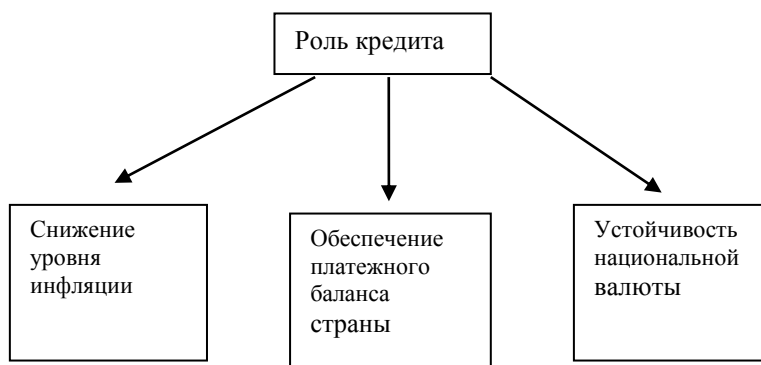 Роль кредита
Снижение
уровня
инфляции
Обеспечение
платежного
баланса
страны
Устойчивость
национальной
валюты